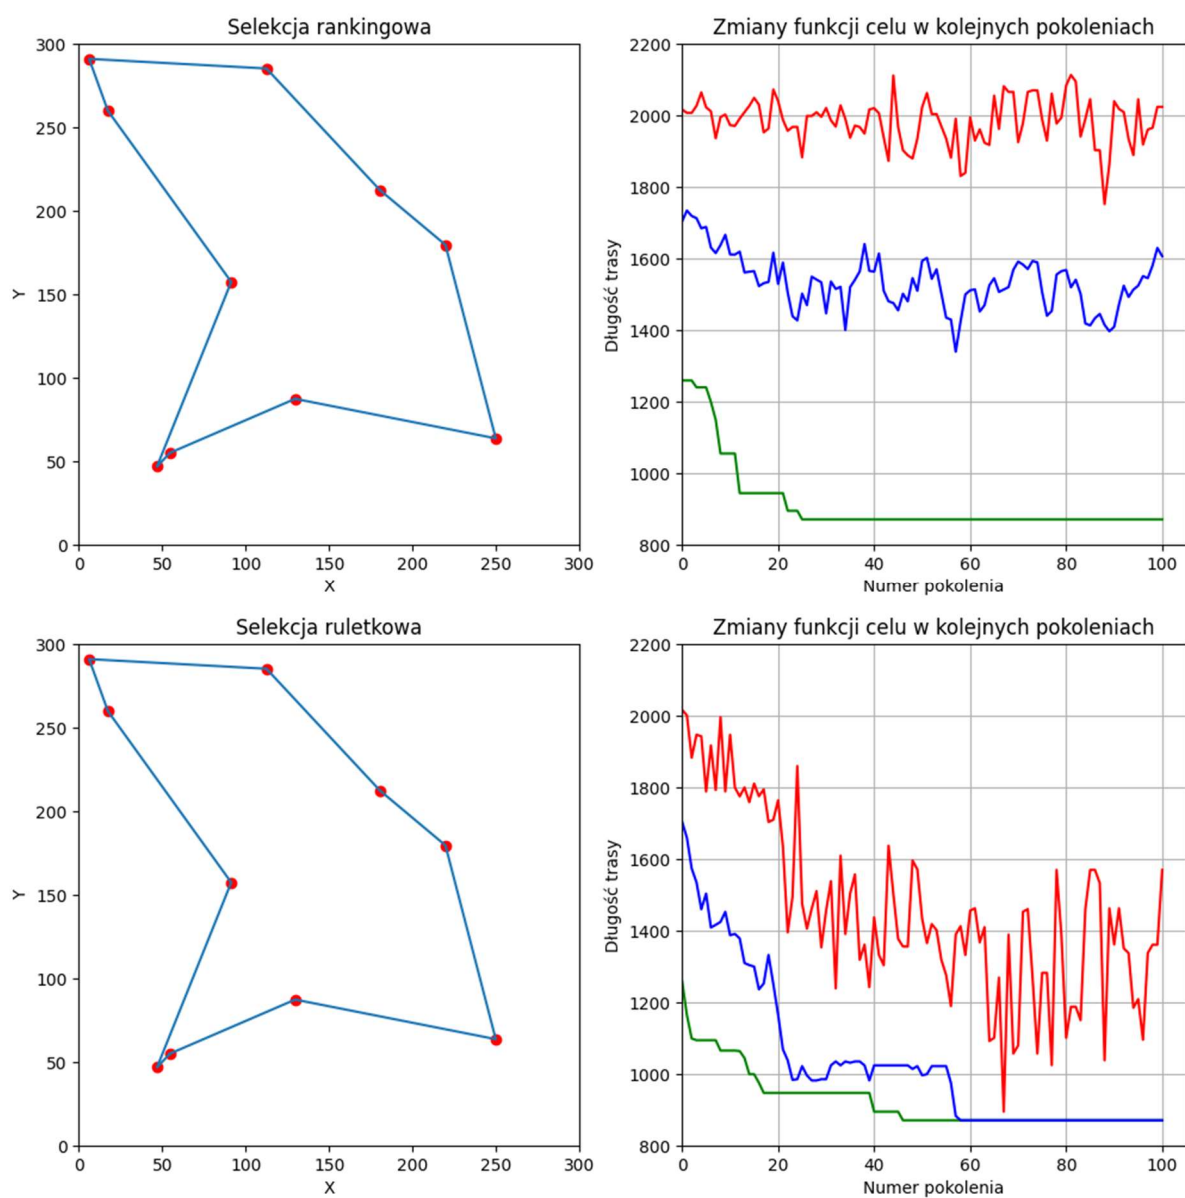 Selekcja rankingowa
300
250
200
150
100
50
0
Y
0 50 100 150 200 250 300
X
Zmiany funkcji celu w kolejnych pokoleniach
2200
2000
1800
1600
1400
1200
1000
800
Długość trasy
0 20 40 60 80 100
Numer pokolenia
Selekcja ruletkowa
300
250
200
150
100
50
0
Y
0 50 100 150 200 250 300
X
Zmiany funkcji celu w kolejnych pokoleniach
2200
2000
1800
1600
1400
1200
1000
800
Długość trasy
0 20 40 60 80 100
Numer pokolenia